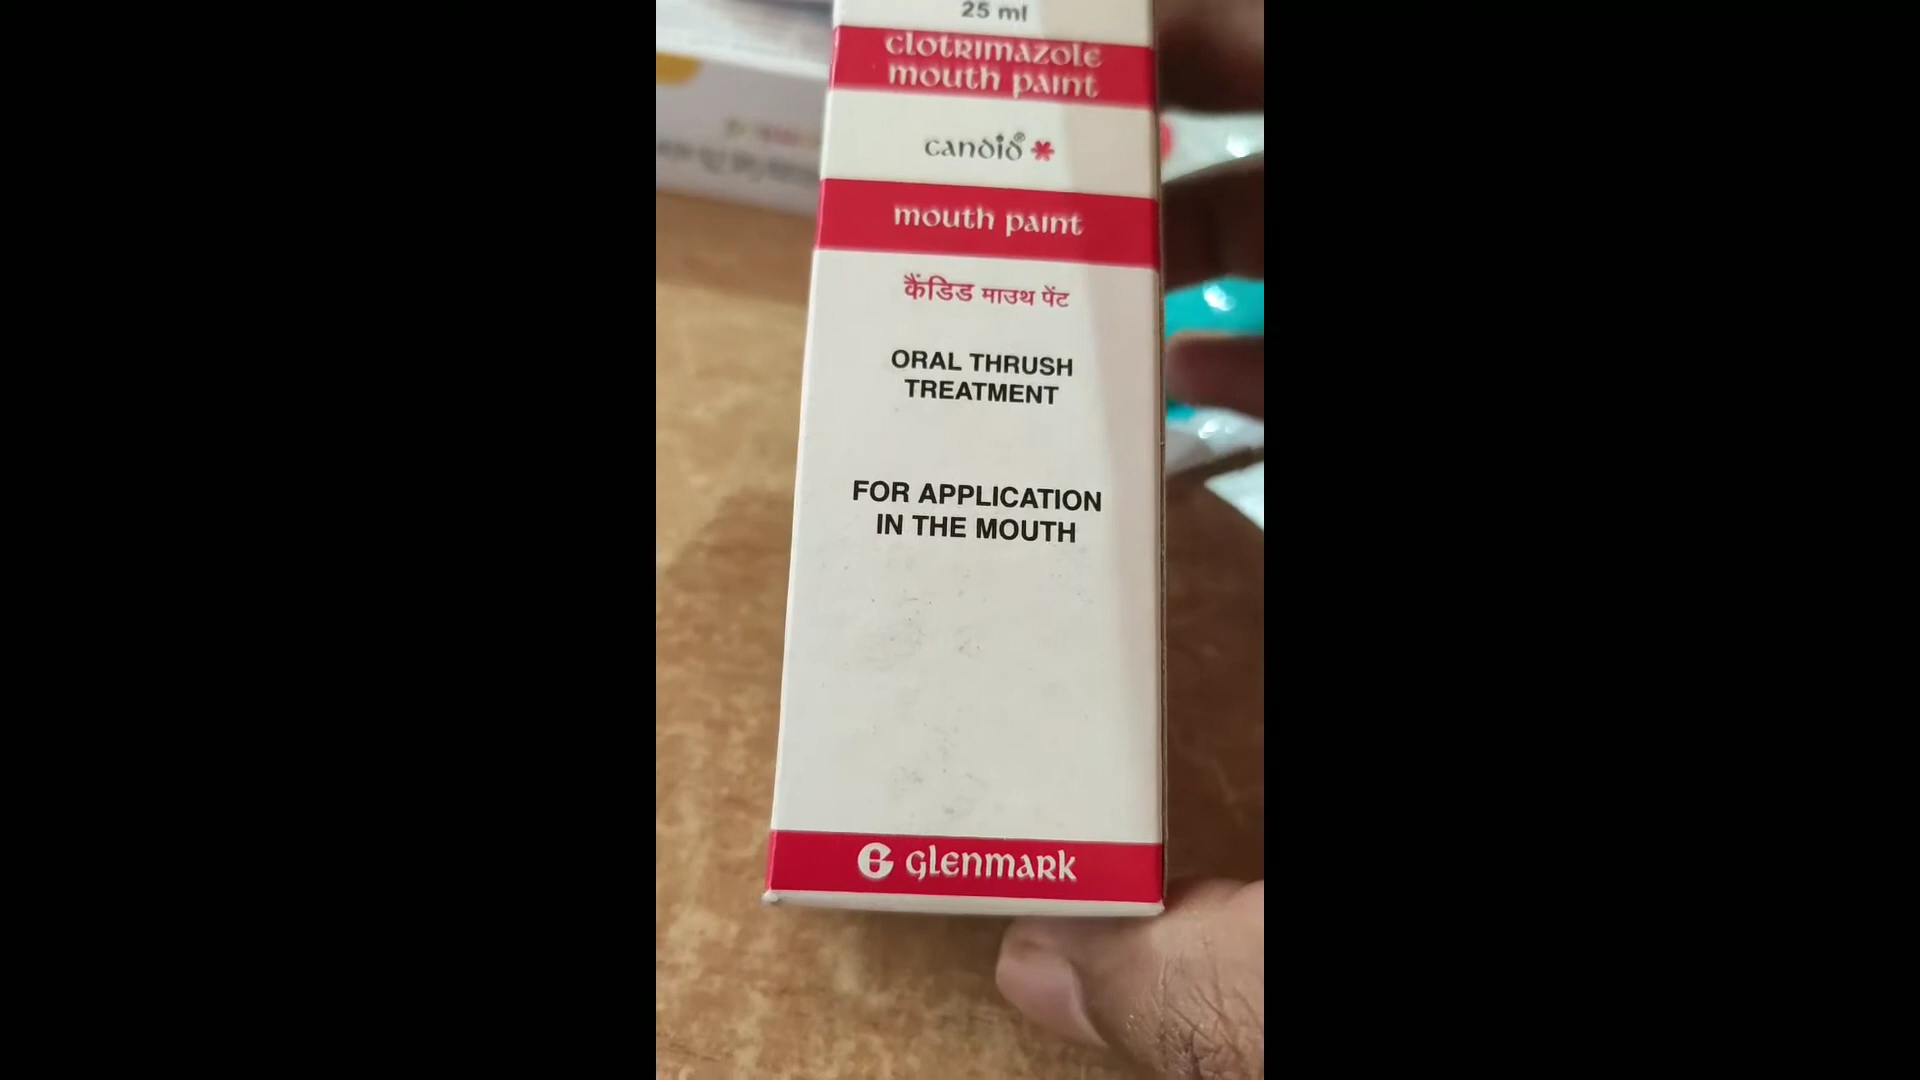 25 ml
clotrimazole
mouth paint
candid®
mouth paint
कैंडिड माउथ पेंट
ORAL THRUSH
TREATMENT
FOR APPLICATION
IN THE MOUTH
glenmark